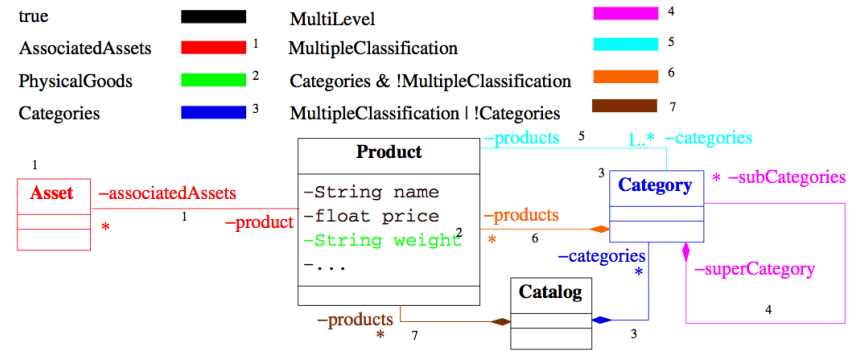 true
AssociatedAssets 1
PhysicalGoods 2
Categories 3
MultiLevel 4
MultipleClassification 5
Categories & !MultipleClassification 6
MultipleClassification | !Categories 7
1
Asset
−associatedAssets
*
1
−product
Product
−String name
−float price
−String weight 2
−...
−products
5
1..* −categories
3
Category
* −subCategories
−products
*
6
−categories
*
−superCategory
4
Catalog
−products
*
7
3